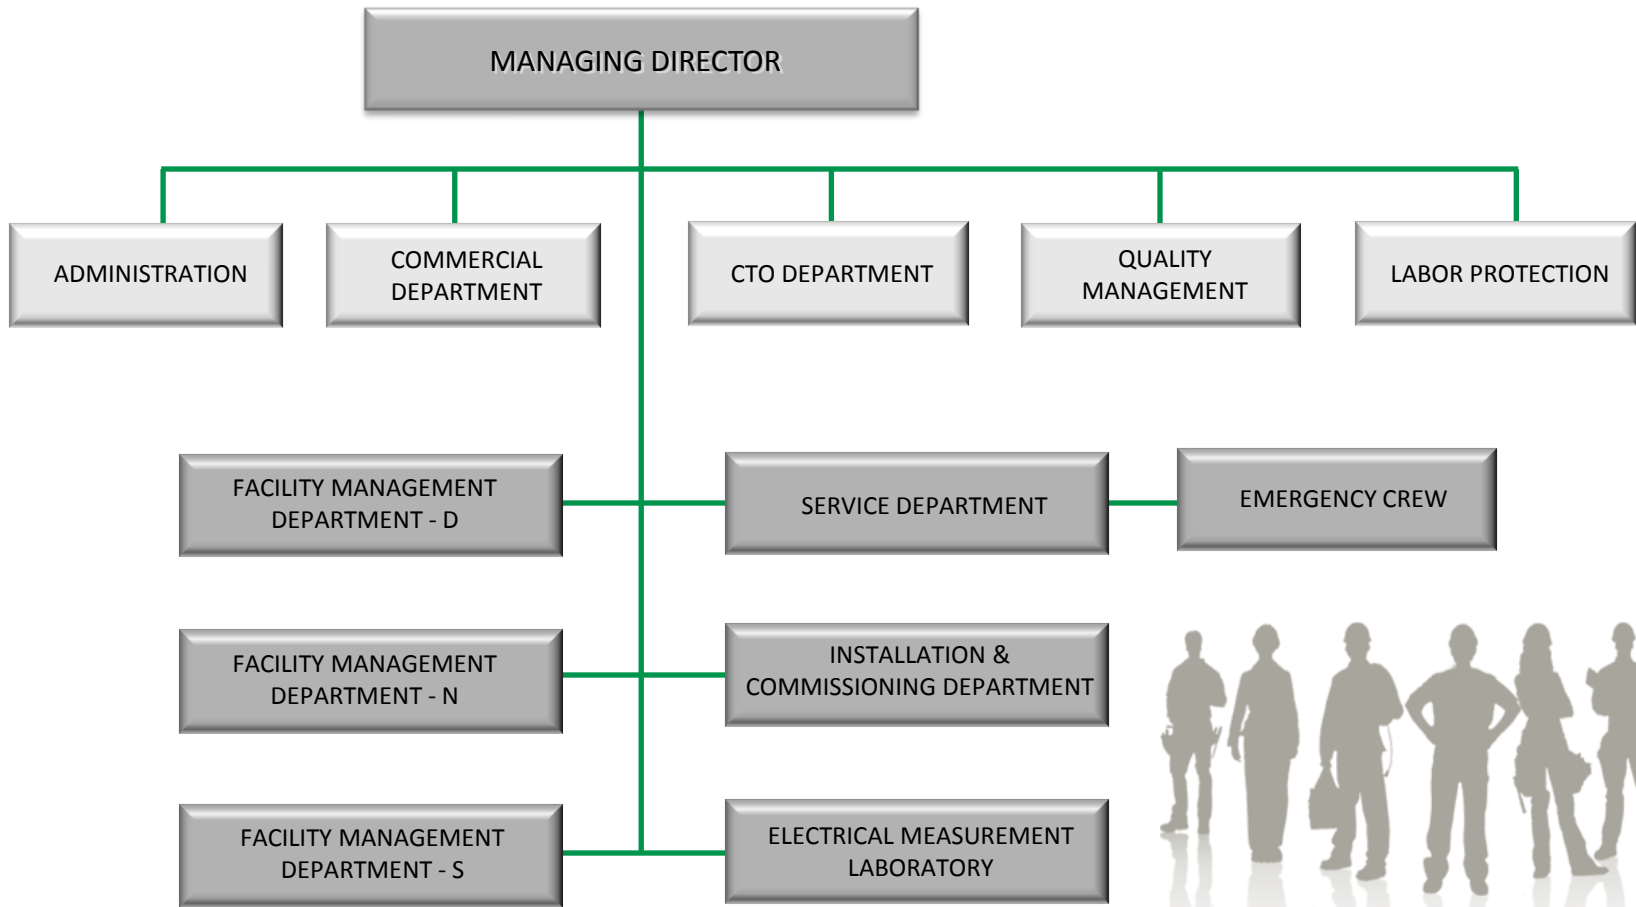 MANAGING DIRECTOR
ADMINISTRATION
COMMERCIAL
DEPARTMENT
CTO DEPARTMENT
QUALITY
MANAGEMENT
LABOR PROTECTION
FACILITY MANAGEMENT
DEPARTMENT - D
SERVICE DEPARTMENT
EMERGENCY CREW
FACILITY MANAGEMENT
DEPARTMENT - N
INSTALLATION &
COMMISSIONING DEPARTMENT
FACILITY MANAGEMENT
DEPARTMENT - S
ELECTRICAL MEASUREMENT
LABORATORY